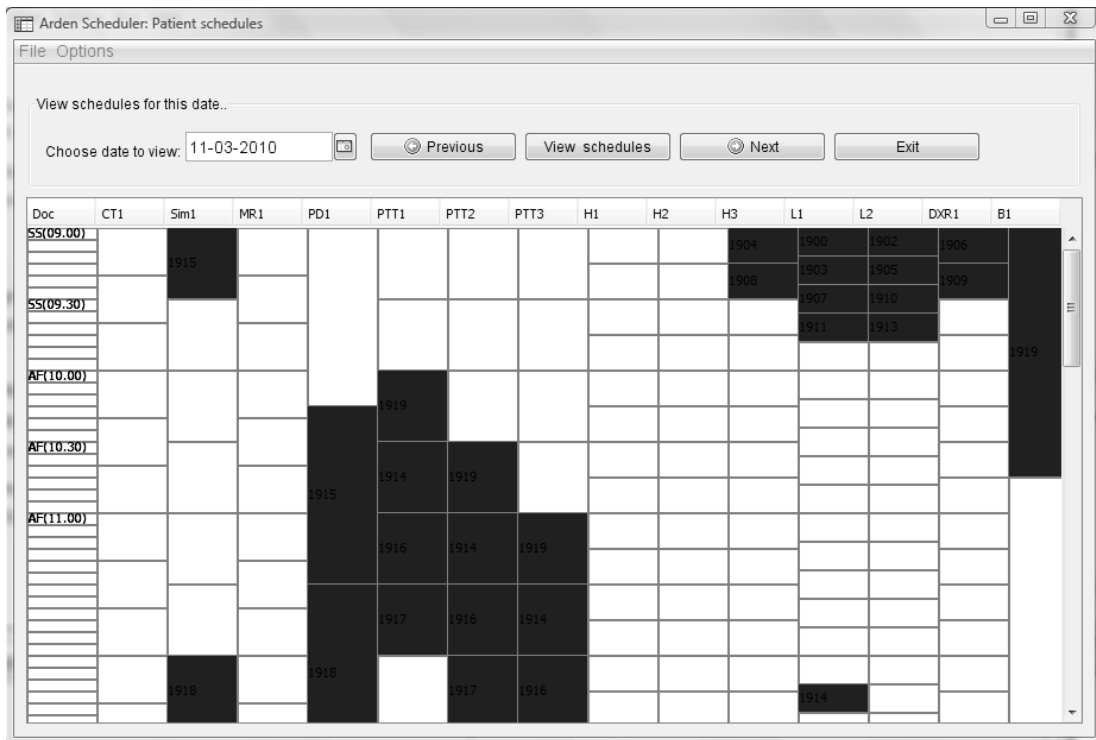 Arden Scheduler: Patient schedules
File Options
View schedules for this date..
Choose date to view: 11-03-2010 Previous View schedules Next Exit
Doc CT1 Sim1 MR1 PD1 PTT1 PTT2 PTT3 H1 H2 H3 L1 L2 DXR1 B1
SS(09.00)
1904 1900 1902 1906
1915
1903 1905
1908 1909
SS(09.30) 1907 1910
1911 1913
1919
AF(10.00)
1919
AF(10.30)
1914 1919
1915
AF(11.00)
1916 1914 1919
1917 1916 1914
1918
1918 1917 1916
1914